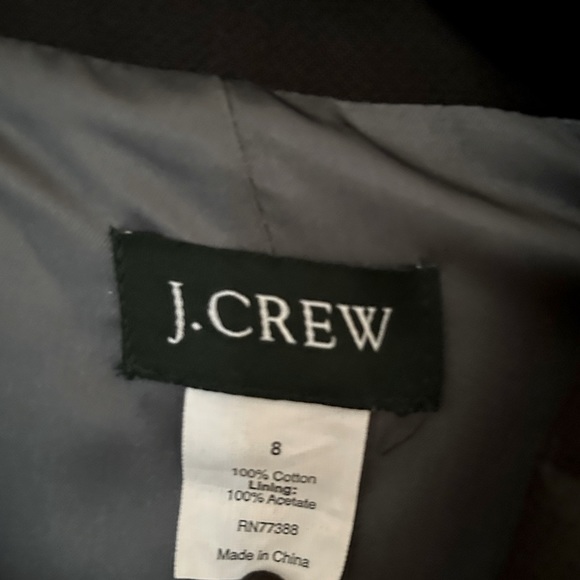 J.CREW
8
100% Cotton
Lining:
100% Acetate
RN77388
Made in China